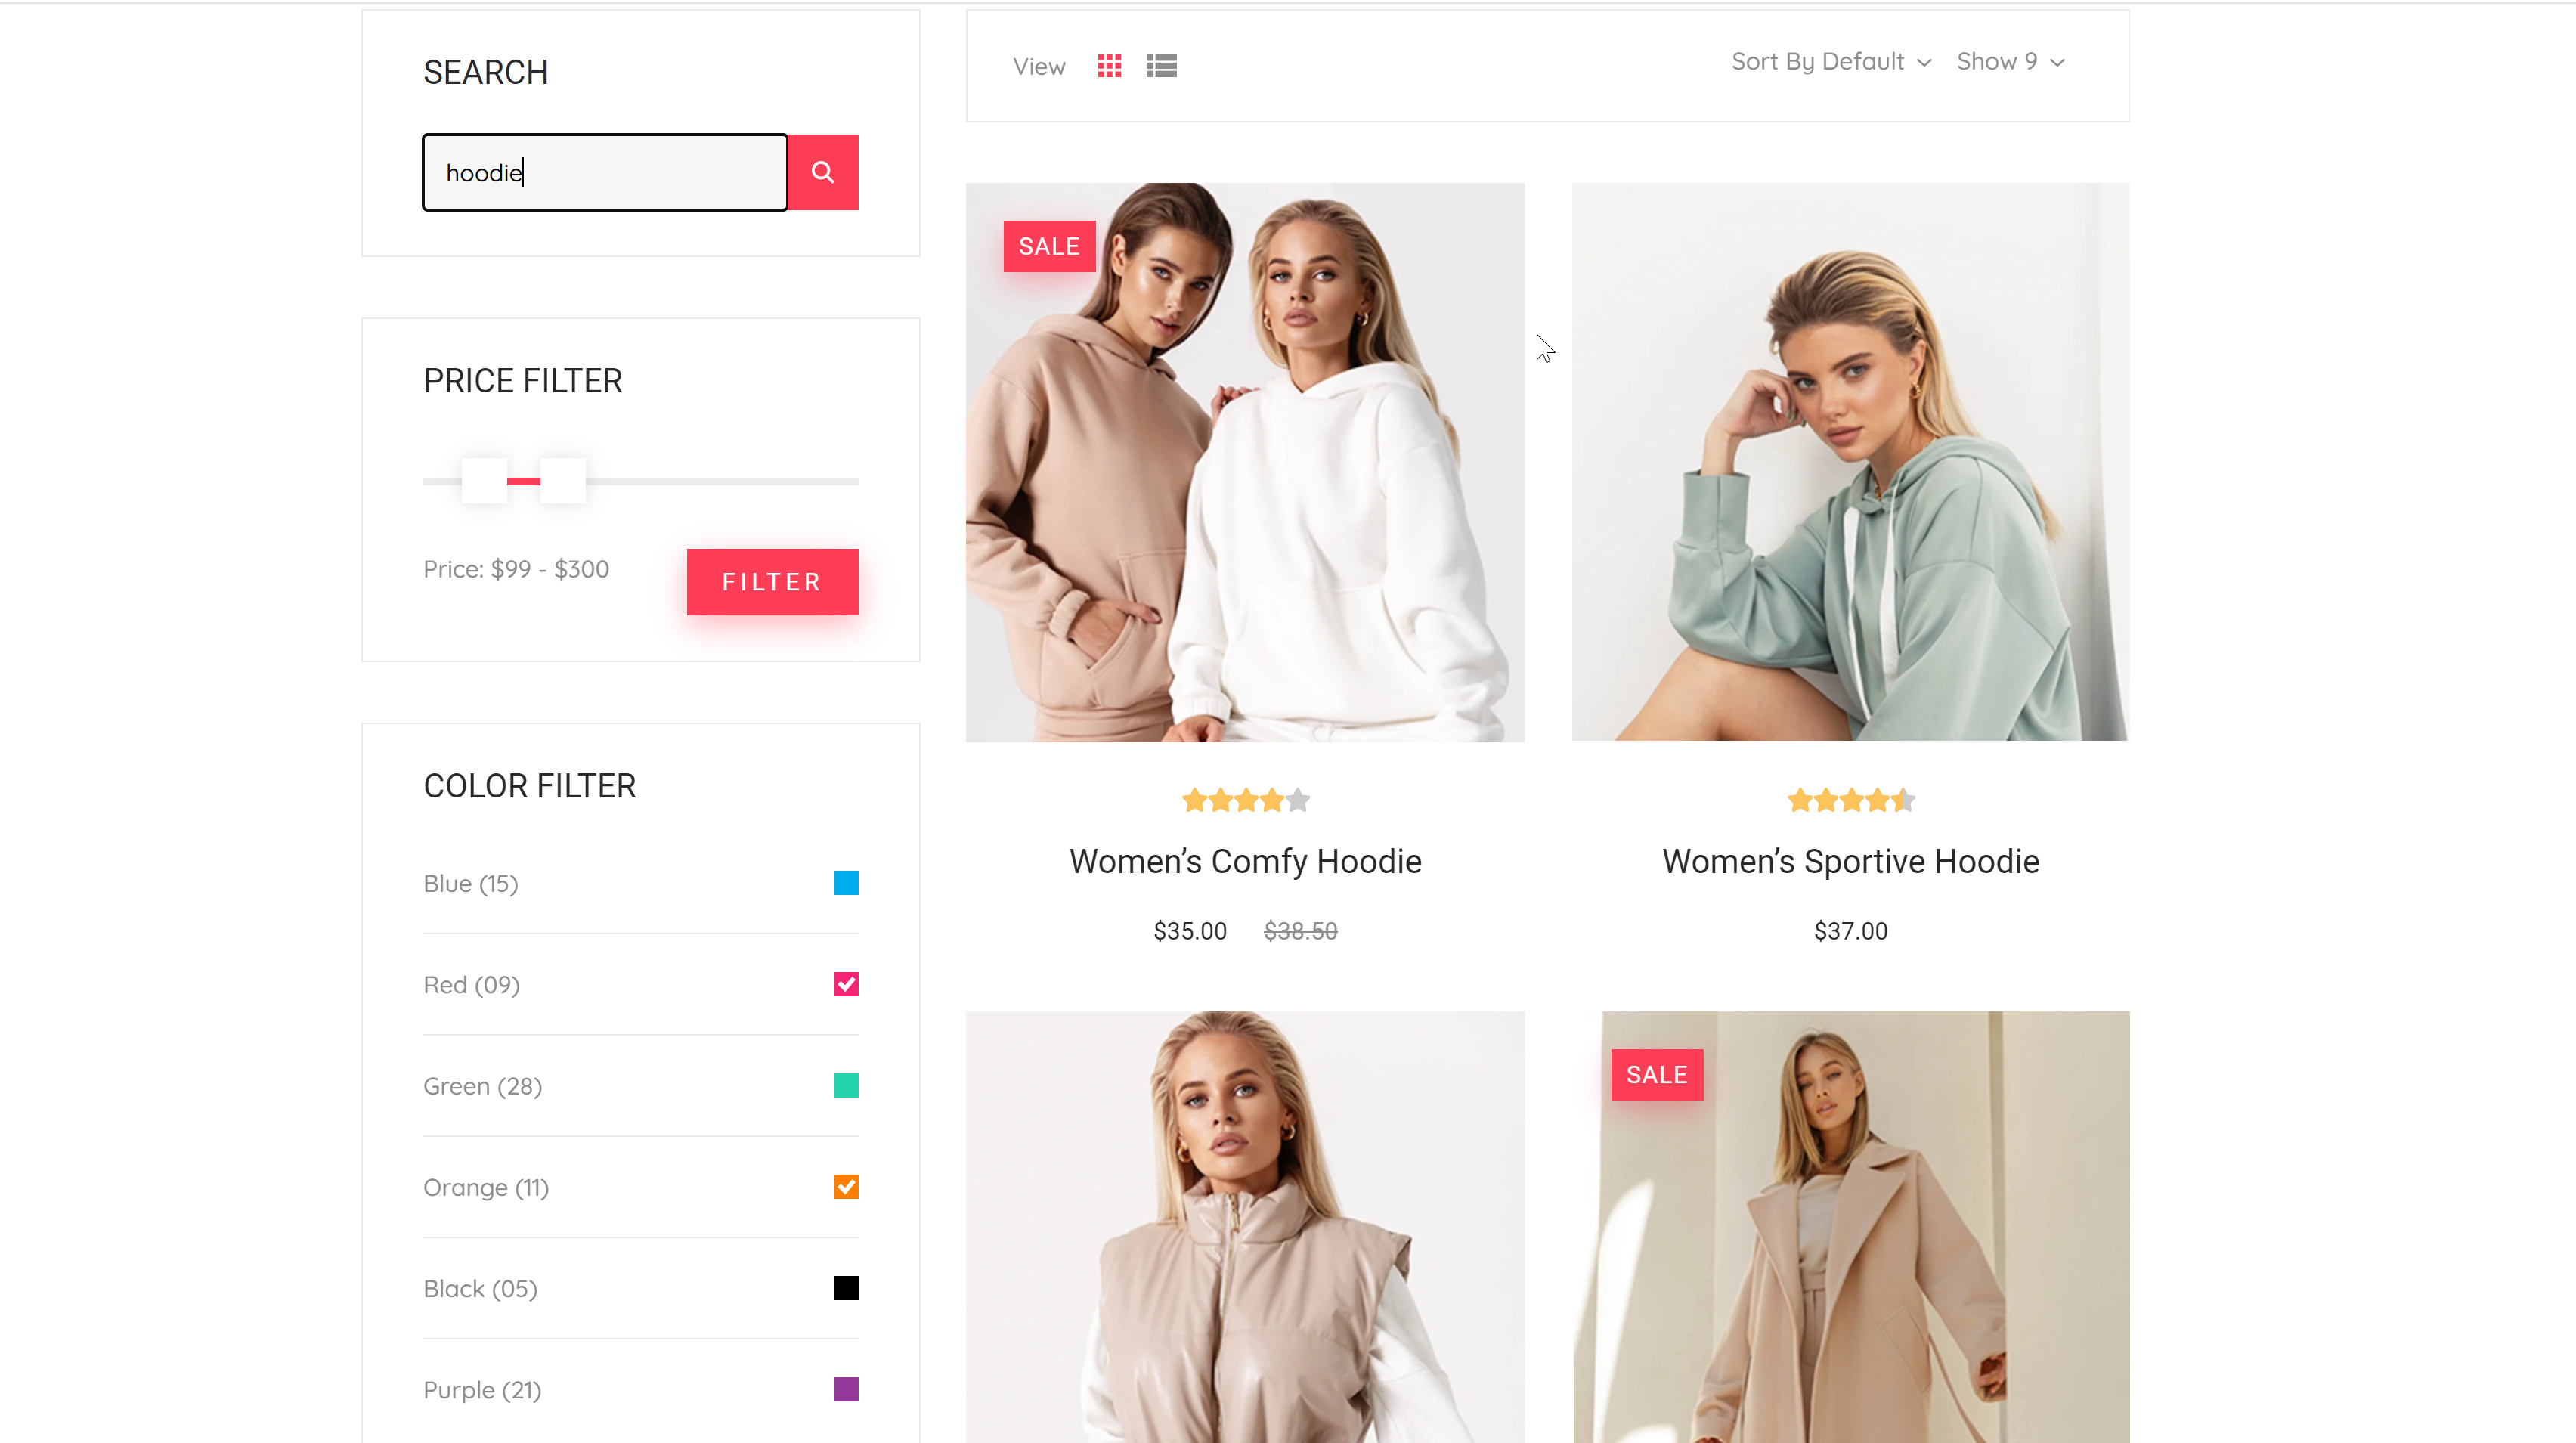 SEARCH
hoodie
PRICE FILTER
Price: $99 - $300
FILTER
COLOR FILTER
Blue (15)
Red (09)
Green (28)
Orange (11)
Black (05)
Purple (21)
View
Sort By Default
Show 9
SALE
Women’s Comfy Hoodie
$35.00 $38.50
Women’s Sportive Hoodie
$37.00
SALE